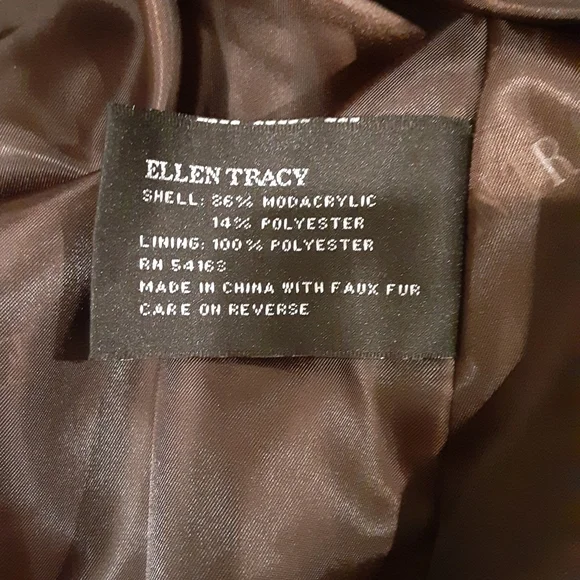 ELLEN TRACY
SHELL: 86% MODACRYLIC
14% POLYESTER
LINING: 100% POLYESTER
RN 54163
MADE IN CHINA WITH FAUX FUR
CARE ON REVERSE
R